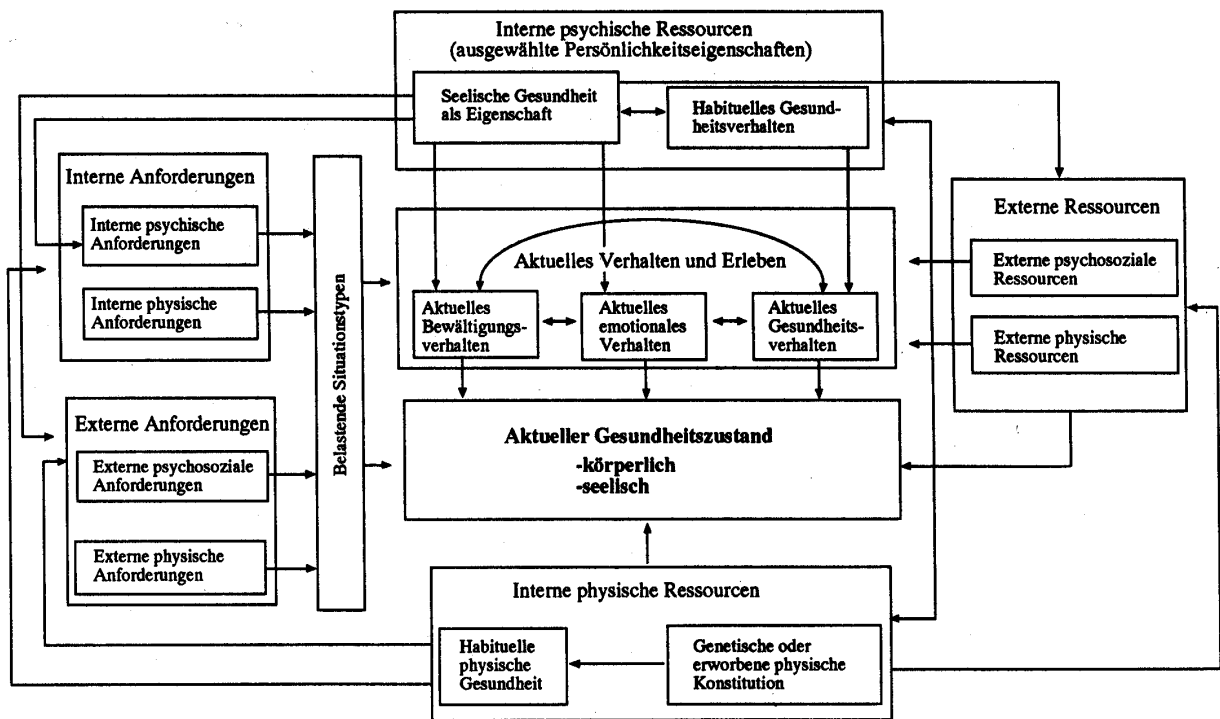 Interne psychische Ressourcen
(ausgewählte Persönlichkeitseigenschaften)
Seelische Gesundheit
als Eigenschaft
Habituelles Gesund-
heitsverhalten
Interne Anforderungen
Interne psychische
Anforderungen
Interne physische
Anforderungen
Externe Anforderungen
Externe psychosoziale
Anforderungen
Externe physische
Anforderungen
Belastende Situationstypen
Aktuelles Verhalten und Erleben
Aktuelles
Bewältigungs-
verhalten
Aktuelles
emotionales
Verhalten
Aktuelles
Gesundheits-
verhalten
Aktueller Gesundheitszustand
-körperlich
-seelisch
Externe Ressourcen
Externe psychosoziale
Ressourcen
Externe physische
Ressourcen
Interne physische Ressourcen
Habituelle
physische
Gesundheit
Genetische oder
erworbene physische
Konstitution